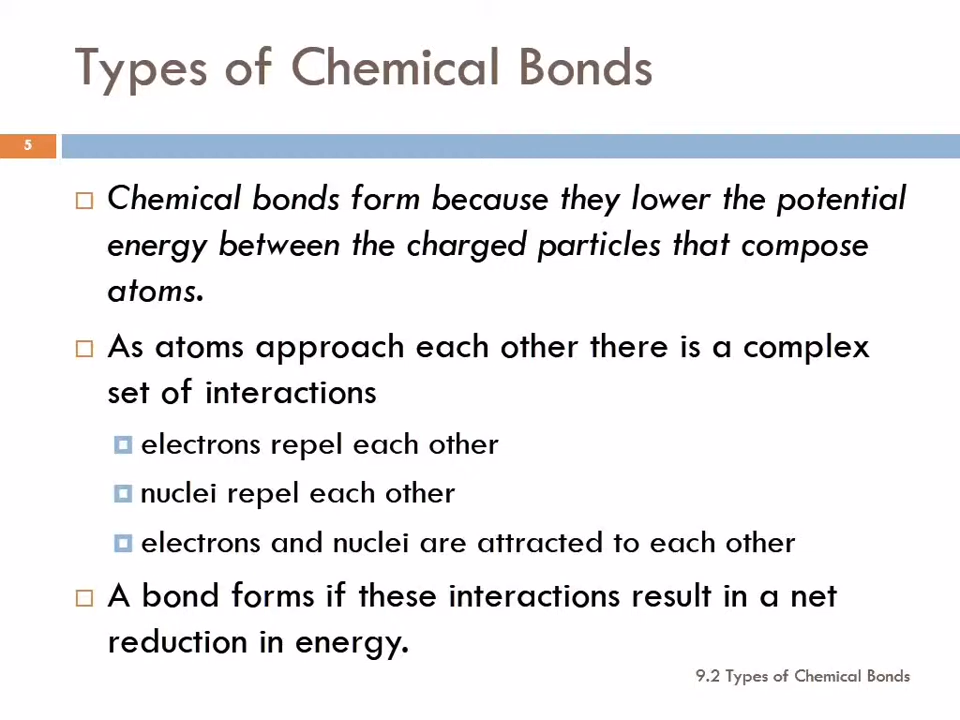 Types of Chemical Bonds
5
Chemical bonds form because they lower the potential
energy between the charged particles that compose
atoms.
As atoms approach each other there is a complex
set of interactions
electrons repel each other
nuclei repel each other
electrons and nuclei are attracted to each other
A bond forms if these interactions result in a net
reduction in energy.
9.2 Types of Chemical Bonds